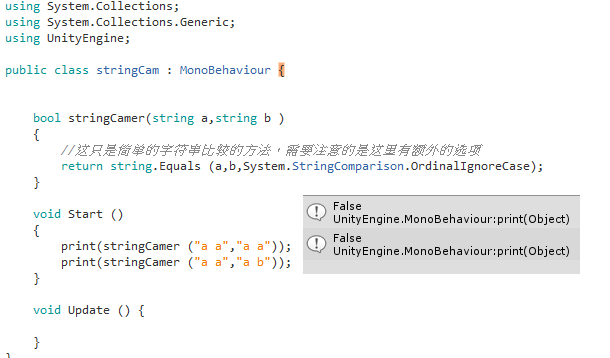 using System.Collections;
using System.Collections.Generic;
using UnityEngine;
public class stringCam : MonoBehaviour {
bool stringCamer(string a,string b )
{
//这只是简单的字符串比较的方法，需要注意的是这里有额外的选项
return string.Equals (a,b,System.StringComparison.OrdinalIgnoreCase);
}
void Start ()
{
print(stringCamer ("a a","a a"));
print(stringCamer ("a a","a b"));
}
False
UnityEngine.MonoBehaviour:print(Object)
False
UnityEngine.MonoBehaviour:print(Object)
void Update () {
}
}